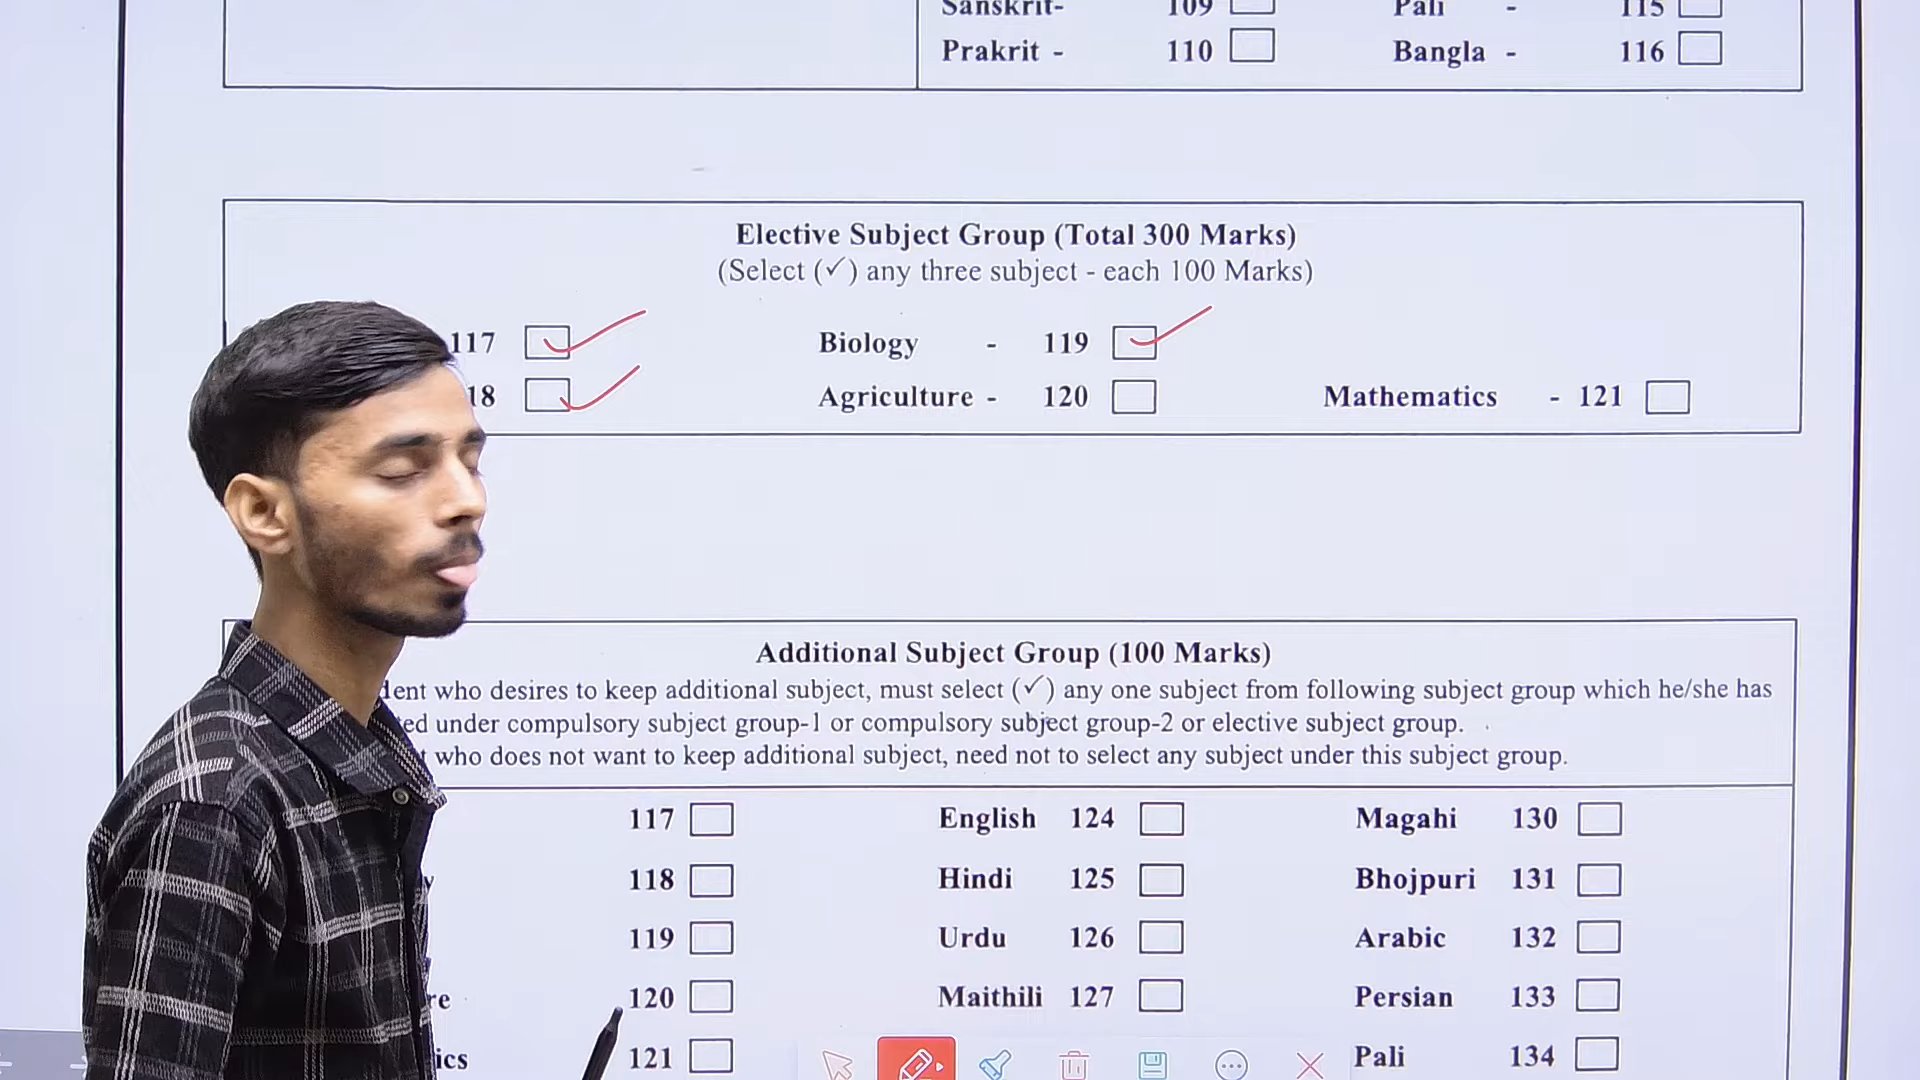 Sanskrit- 109 Pali - 115
Prakrit - 110 Bangla - 116
Elective Subject Group (Total 300 Marks)
(Select (✓) any three subject - each 100 Marks)
117 Biology - 119
18 Agriculture - 120 Mathematics - 121
Additional Subject Group (100 Marks)
who desires to keep additional subject, must select (✓) any one subject from following subject group which he/she has
under compulsory subject group-1 or compulsory subject group-2 or elective subject group.
who does not want to keep additional subject, need not to select any subject under this subject group.
117 English 124 Magahi 130
118 Hindi 125 Bhojpuri 131
119 Urdu 126 Arabic 132
120 Maithili 127 Persian 133
121 Pali 134